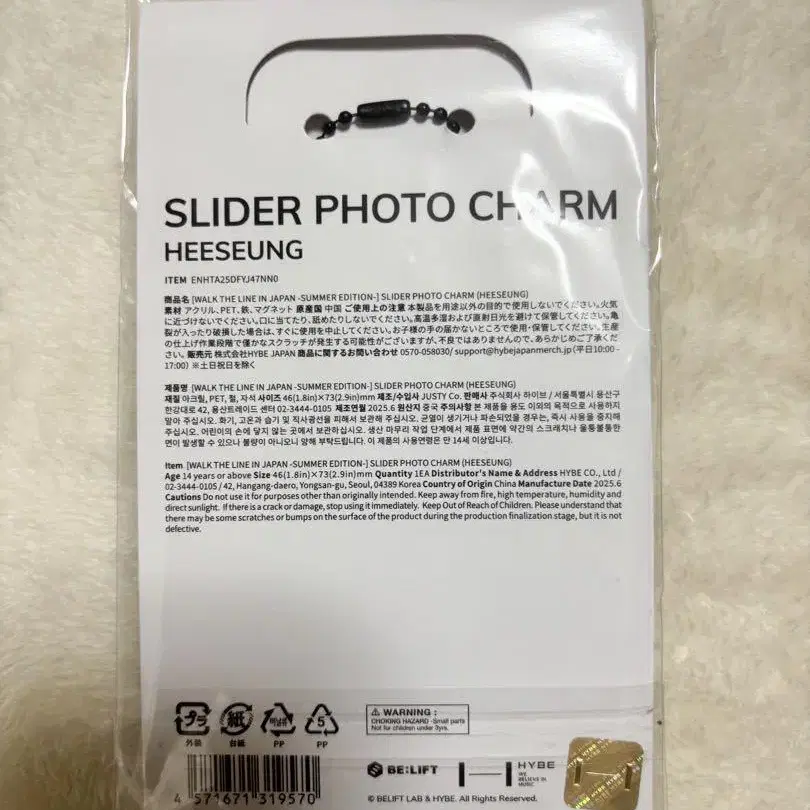 SLIDER PHOTO CHARM
HEESEUNG
ITEM ENHTA25DFYJ47NN0
商品名 [WALK THE LINE IN JAPAN -SUMMER EDITION-] SLIDER PHOTO CHARM (HEESEUNG)
素材 アクリル、PET、鉄、マグネット 原産国 中国 ご使用上の注意 本製品を用途以外の目的で使用しないでください。火気
に近づけないでください。口に当てたり、舐めたりしないでください。高温多湿および直射日光を避けて保管してください。亀
裂が入ったり破損した場合は、すぐに使用を中止してください。お子様の手の届かないところで使用・保管してください。生産
の仕上げ作業段階で僅かなスクラッチが発生する可能性がございますが、不良ではありませんので、あらかじめご了承くださ
い。販売元 株式会社HYBE JAPAN 商品に関するお問い合わせ 0570-058030/ support@hybejapanmerch.jp (平日10:00 -
17:00) ※土日祝日を除く
제품명 [WALK THE LINE IN JAPAN -SUMMER EDITION-] SLIDER PHOTO CHARM (HEESEUNG)
재질 아크릴, PET, 철, 자석 사이즈 46(1.8in)×73(2.9in)mm 제조/수입사 JUSTY Co. 판매사 주식회사 하이브 / 서울특별시 용산구
한강대로 42, 용산트레이드 센터 02-3444-0105 제조연월 2025.6 원산지 중국 주의사항 본 제품을 용도 이외의 목적으로 사용하지
말아 주십시오. 화기, 고온과 습기 및 직사광선을 피해서 보관해 주십시오. 균열이 생기거나 파손되었을 경우는, 즉시 사용을 중지해
주십시오. 어린이의 손에 닿지 않는 곳에서 보관하십시오. 생산 마무리 작업 단계에서 제품 표면에 약간의 스크래치나 울퉁불퉁한
면이 발생할 수 있으나 불량이 아니오니 양해 부탁드립니다. 이 제품의 사용연령은 만 14세 이상입니다.
Item [WALK THE LINE IN JAPAN -SUMMER EDITION-] SLIDER PHOTO CHARM (HEESEUNG)
Age 14 years or above Size 46(1.8in)×73(2.9in)mm Quantity 1EA Distributor's Name & Address HYBE CO., Ltd /
02-3444-0105 / 42, Hangang-daero, Yongsan-gu, Seoul, 04389 Korea Country of Origin China Manufacture Date 2025.6
Cautions Do not use it for purposes other than originally intended. Keep away from fire, high temperature, humidity and
direct sunlight. If there is a crack or damage, stop using it immediately. Keep Out of Reach of Children. Please understand that
there may be some scratches or bumps on the surface of the product during the production finalization stage, but it is not
defective.
プラ 外装
紙 台紙
비닐류 PP
5 PP
WARNING :
CHOKING HAZARD -Small parts
Not for children under 3yrs.
BE:LIFT
HYBE
WE BELIEVE IN MUSIC
4 571671 319570
© BELIFT LAB & HYBE. All Rights Reserved.